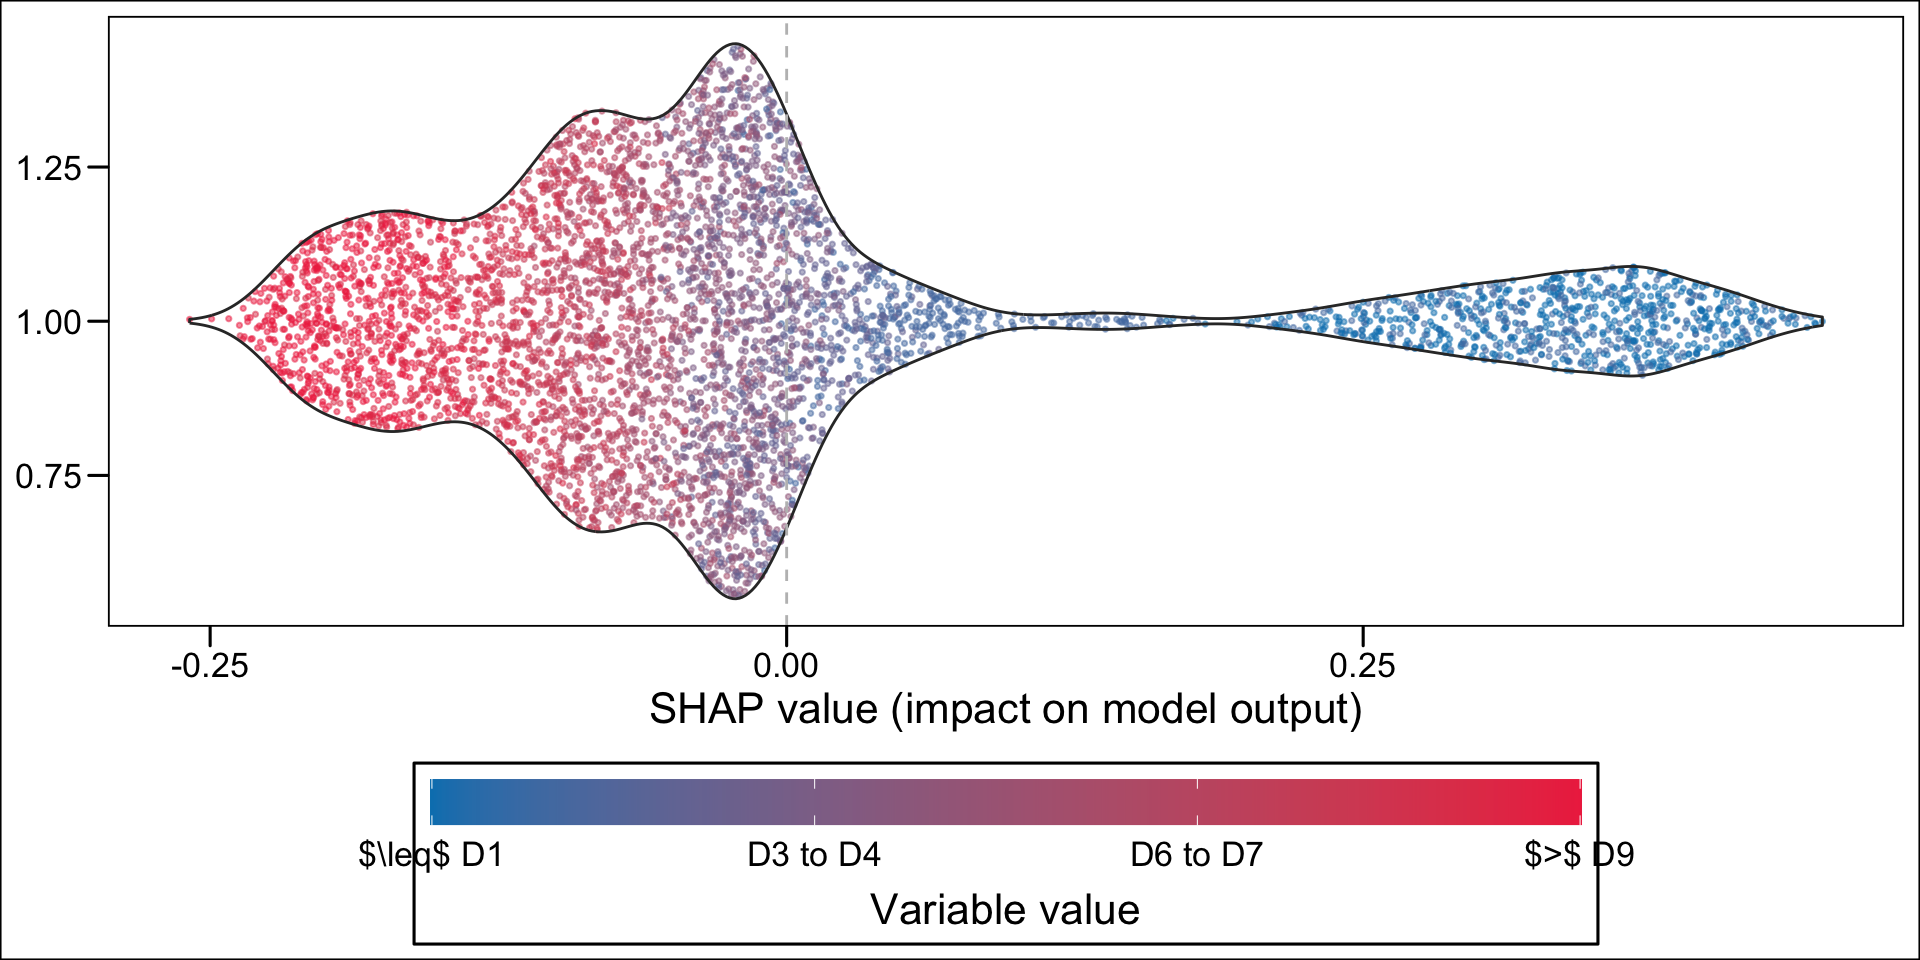 1.25
1.00
0.75
-0.25 0.00 0.25
SHAP value (impact on model output)
$\leq$ D1 D3 to D4 D6 to D7 $>$ D9
Variable value